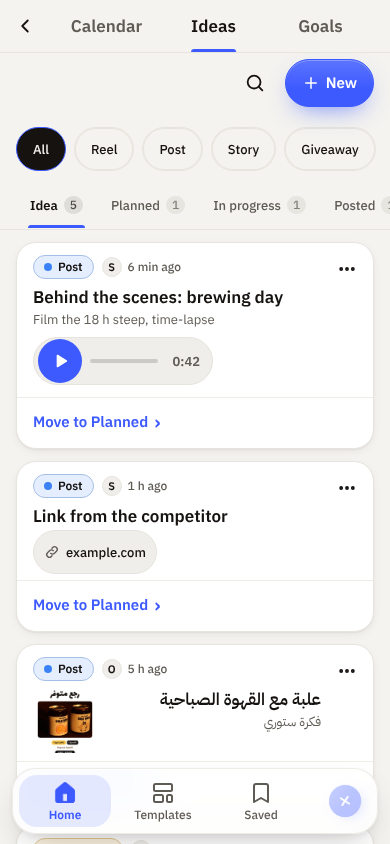 Calendar
Ideas
Goals
New
All
Reel
Post
Story
Giveaway
Idea 5
Planned 1
In progress 1
Posted
Post S 6 min ago
Behind the scenes: brewing day
Film the 18 h steep, time-lapse
0:42
Move to Planned
Post S 1 h ago
Link from the competitor
example.com
Move to Planned
Post O 5 h ago
رجع متوفر
علبة مع القهوة الصباحية
فكرة ستوري
Home
Templates
Saved